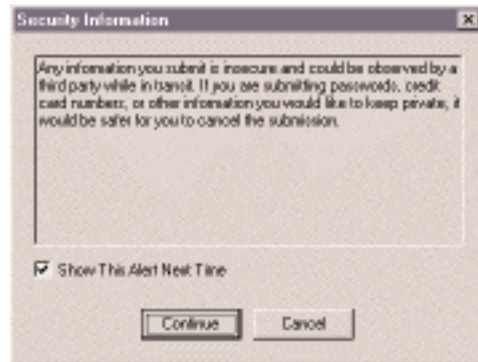 Security Information
Any information you submit is insecure and could be observed by a
third party while in transit. If you are submitting passwords, credit
card numbers, or other information you would like to keep private, it
would be safer for you to cancel the submission.
Show This Alert Next Time
Continue
Cancel